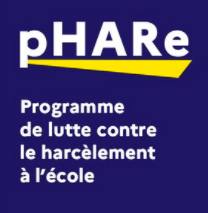 pHARe
Programme
de lutte contre
le harcèlement
à l'école